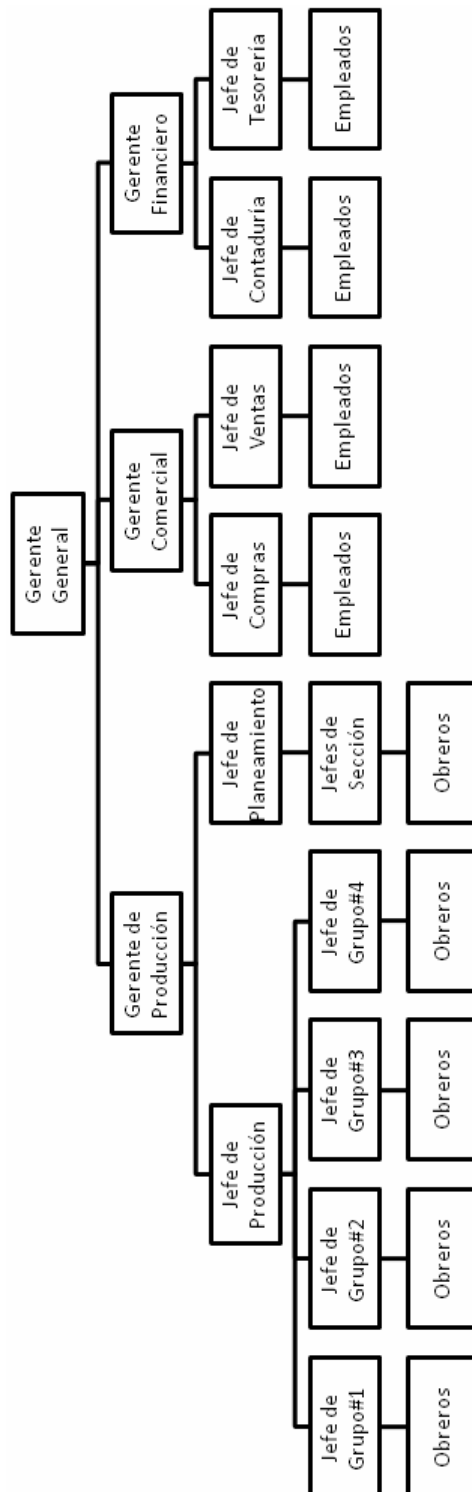 Gerente
General
Gerente de
Producción
Gerente
Comercial
Gerente
Financiero
Jefe de
Producción
Jefe de
Planeamiento
Jefe de
Compras
Jefe de
Ventas
Jefe de
Contaduría
Jefe de
Tesorería
Jefe de
Grupo#1
Jefe de
Grupo#2
Jefe de
Grupo#3
Jefe de
Grupo#4
Jefes de
Sección
Empleados
Empleados
Empleados
Empleados
Obreros
Obreros
Obreros
Obreros
Obreros